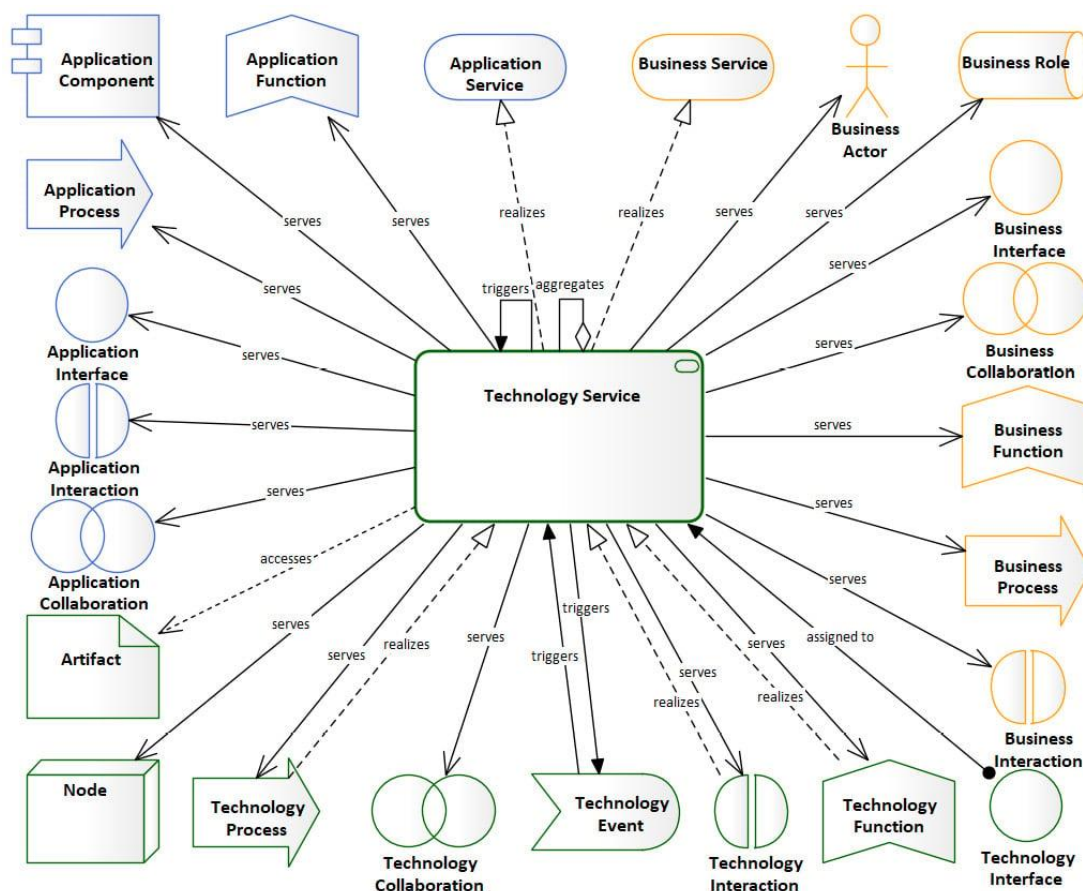 Application
Component
Application
Function
Application
Service
Business Service
Business
Actor
Business Role
Application
Process
serves
serves
realizes
realizes
serves
serves
Business
Interface
serves
triggers
aggregates
serves
Application
Interface
serves
Technology Service
serves
Business
Collaboration
Application
Interaction
serves
serves
Business
Function
Application
Collaboration
serves
serves
Business
Process
accesses
Artifact
serves
serves
realizes
serves
triggers
triggers
serves
realizes
serves
realizes
assigned to
serves
Business
Interaction
Node
Technology
Process
Technology
Collaboration
Technology
Event
Technology
Interaction
Technology
Function
Technology
Interface